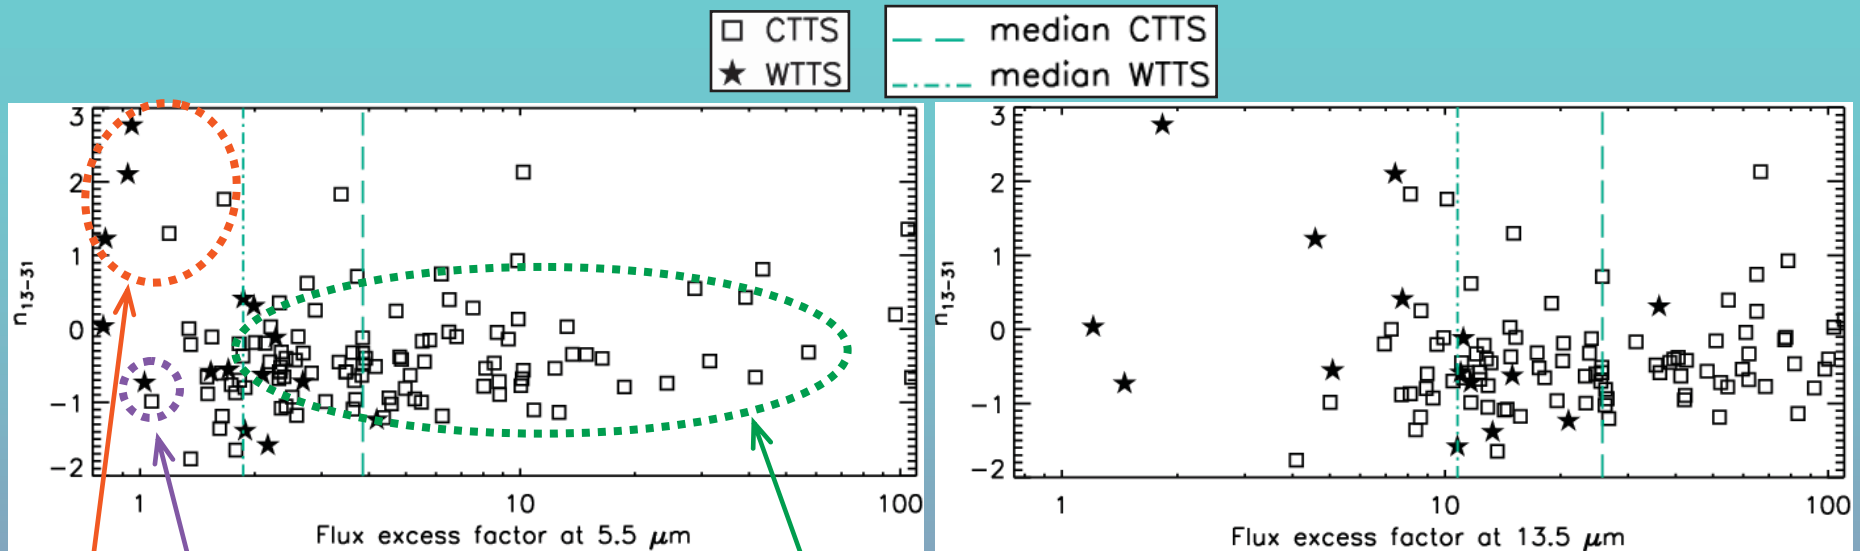 CTTS
WTTS
median CTTS
median WTTS
3
2
1
0
−1
−2
n13−31
1
10
100
Flux excess factor at 5.5 μm
3
2
1
0
−1
−2
n13−31
1
10
100
Flux excess factor at 13.5 μm